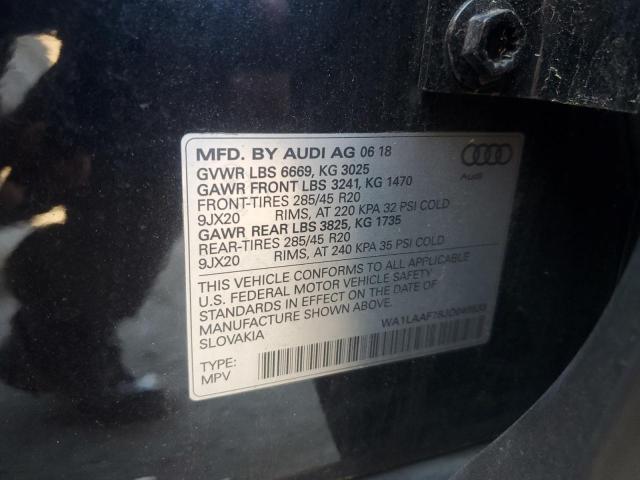 MFD. BY AUDI AG 06 18
GVWR LBS 6669, KG 3025
GAWR FRONT LBS 3241, KG 1470
FRONT-TIRES 285/45 R20
9JX20 RIMS, AT 220 KPA 32 PSI COLD
GAWR REAR LBS 3825, KG 1735
REAR-TIRES 285/45 R20
9JX20 RIMS, AT 240 KPA 35 PSI COLD
THIS VEHICLE CONFORMS TO ALL APPLICABLE
U.S. FEDERAL MOTOR VEHICLE SAFETY
STANDARDS IN EFFECT ON THE DATE OF
MANUFACTURE SHOWN ABOVE.
SLOVAKIA
TYPE:
MPV
Audi